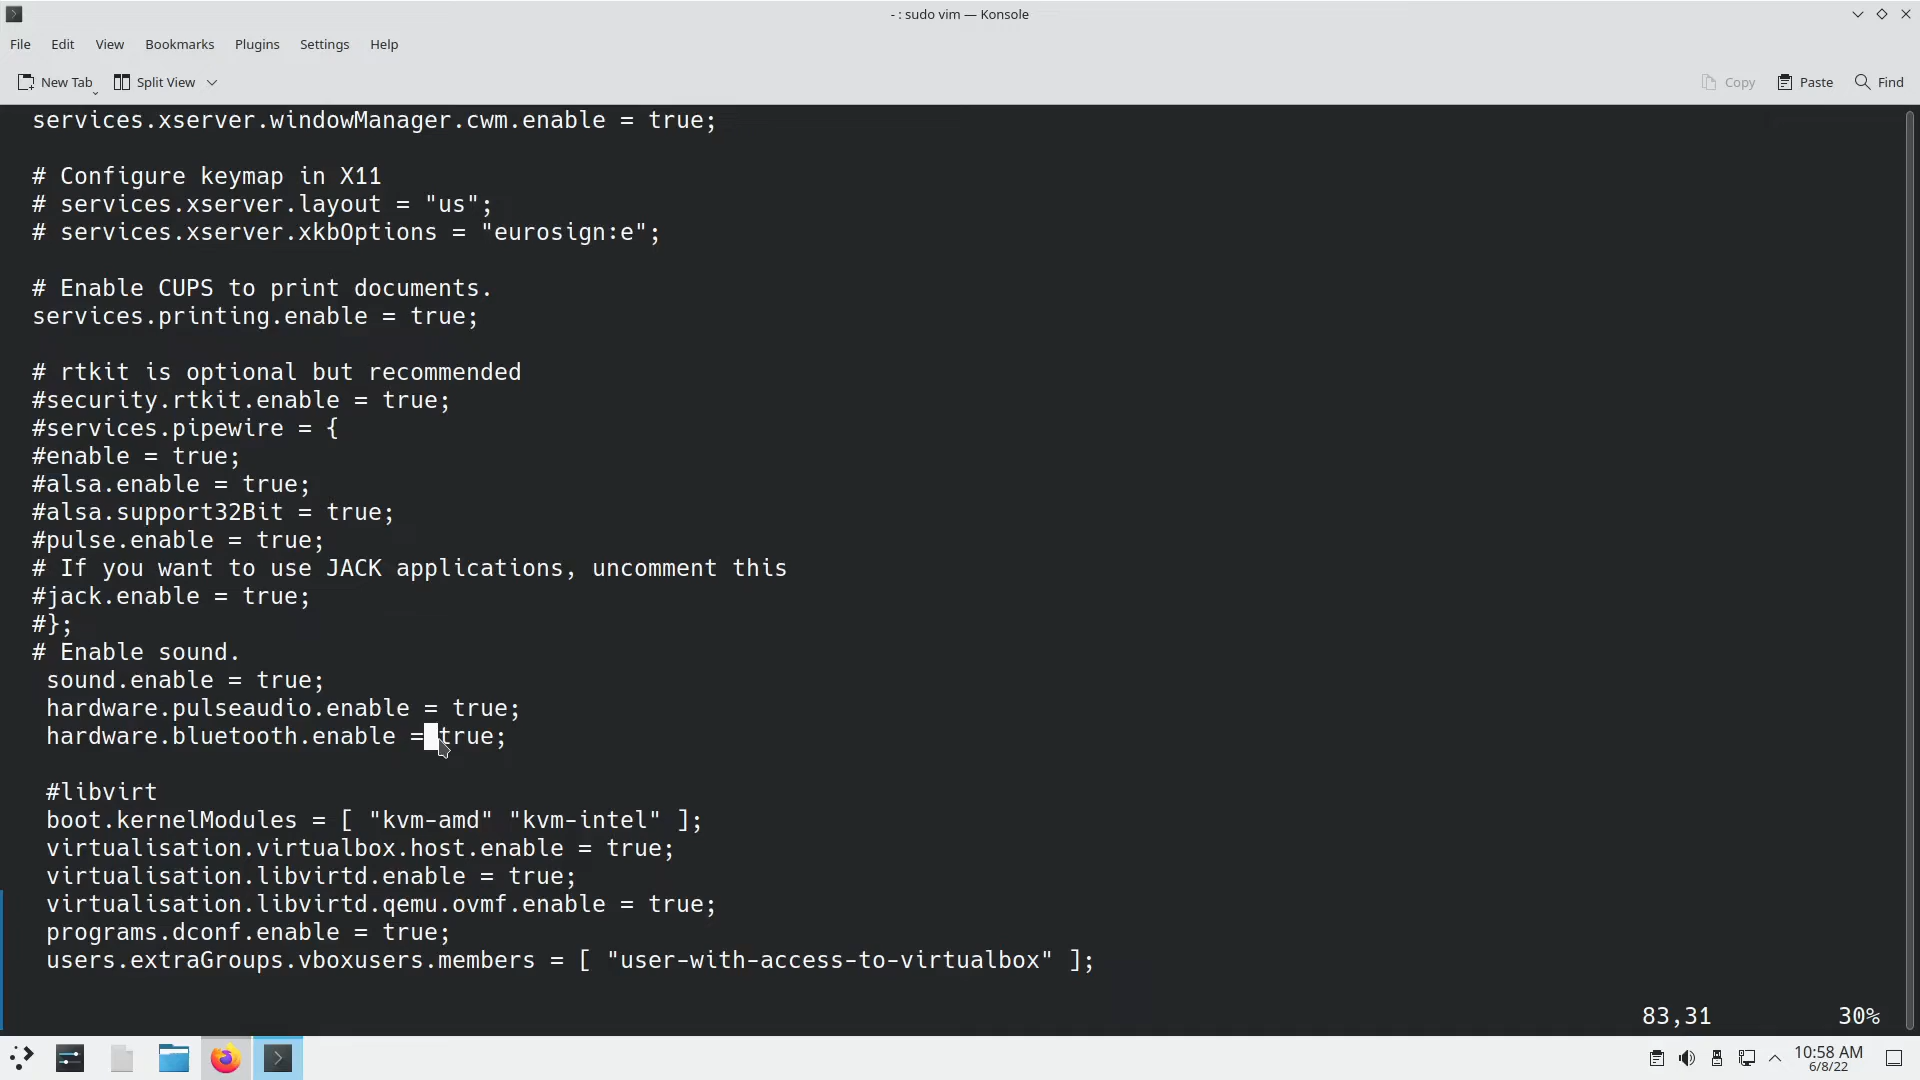 - : sudo vim — Konsole
File Edit View Bookmarks Plugins Settings Help
New Tab Split View Copy Paste Find
services.xserver.windowManager.cwm.enable = true;
# Configure keymap in X11
# services.xserver.layout = "us";
# services.xserver.xkbOptions = "eurosign:e";
# Enable CUPS to print documents.
services.printing.enable = true;
# rtkit is optional but recommended
#security.rtkit.enable = true;
#services.pipewire = {
#enable = true;
#alsa.enable = true;
#alsa.support32Bit = true;
#pulse.enable = true;
# If you want to use JACK applications, uncomment this
#jack.enable = true;
#};
# Enable sound.
sound.enable = true;
hardware.pulseaudio.enable = true;
hardware.bluetooth.enable = true;
#libvirt
boot.kernelModules = [ "kvm-amd" "kvm-intel" ];
virtualisation.virtualbox.host.enable = true;
virtualisation.libvirtd.enable = true;
virtualisation.libvirtd.qemu.ovmf.enable = true;
programs.dconf.enable = true;
users.extraGroups.vboxusers.members = [ "user-with-access-to-virtualbox" ];
83,31 30%
10:58 AM
6/8/22